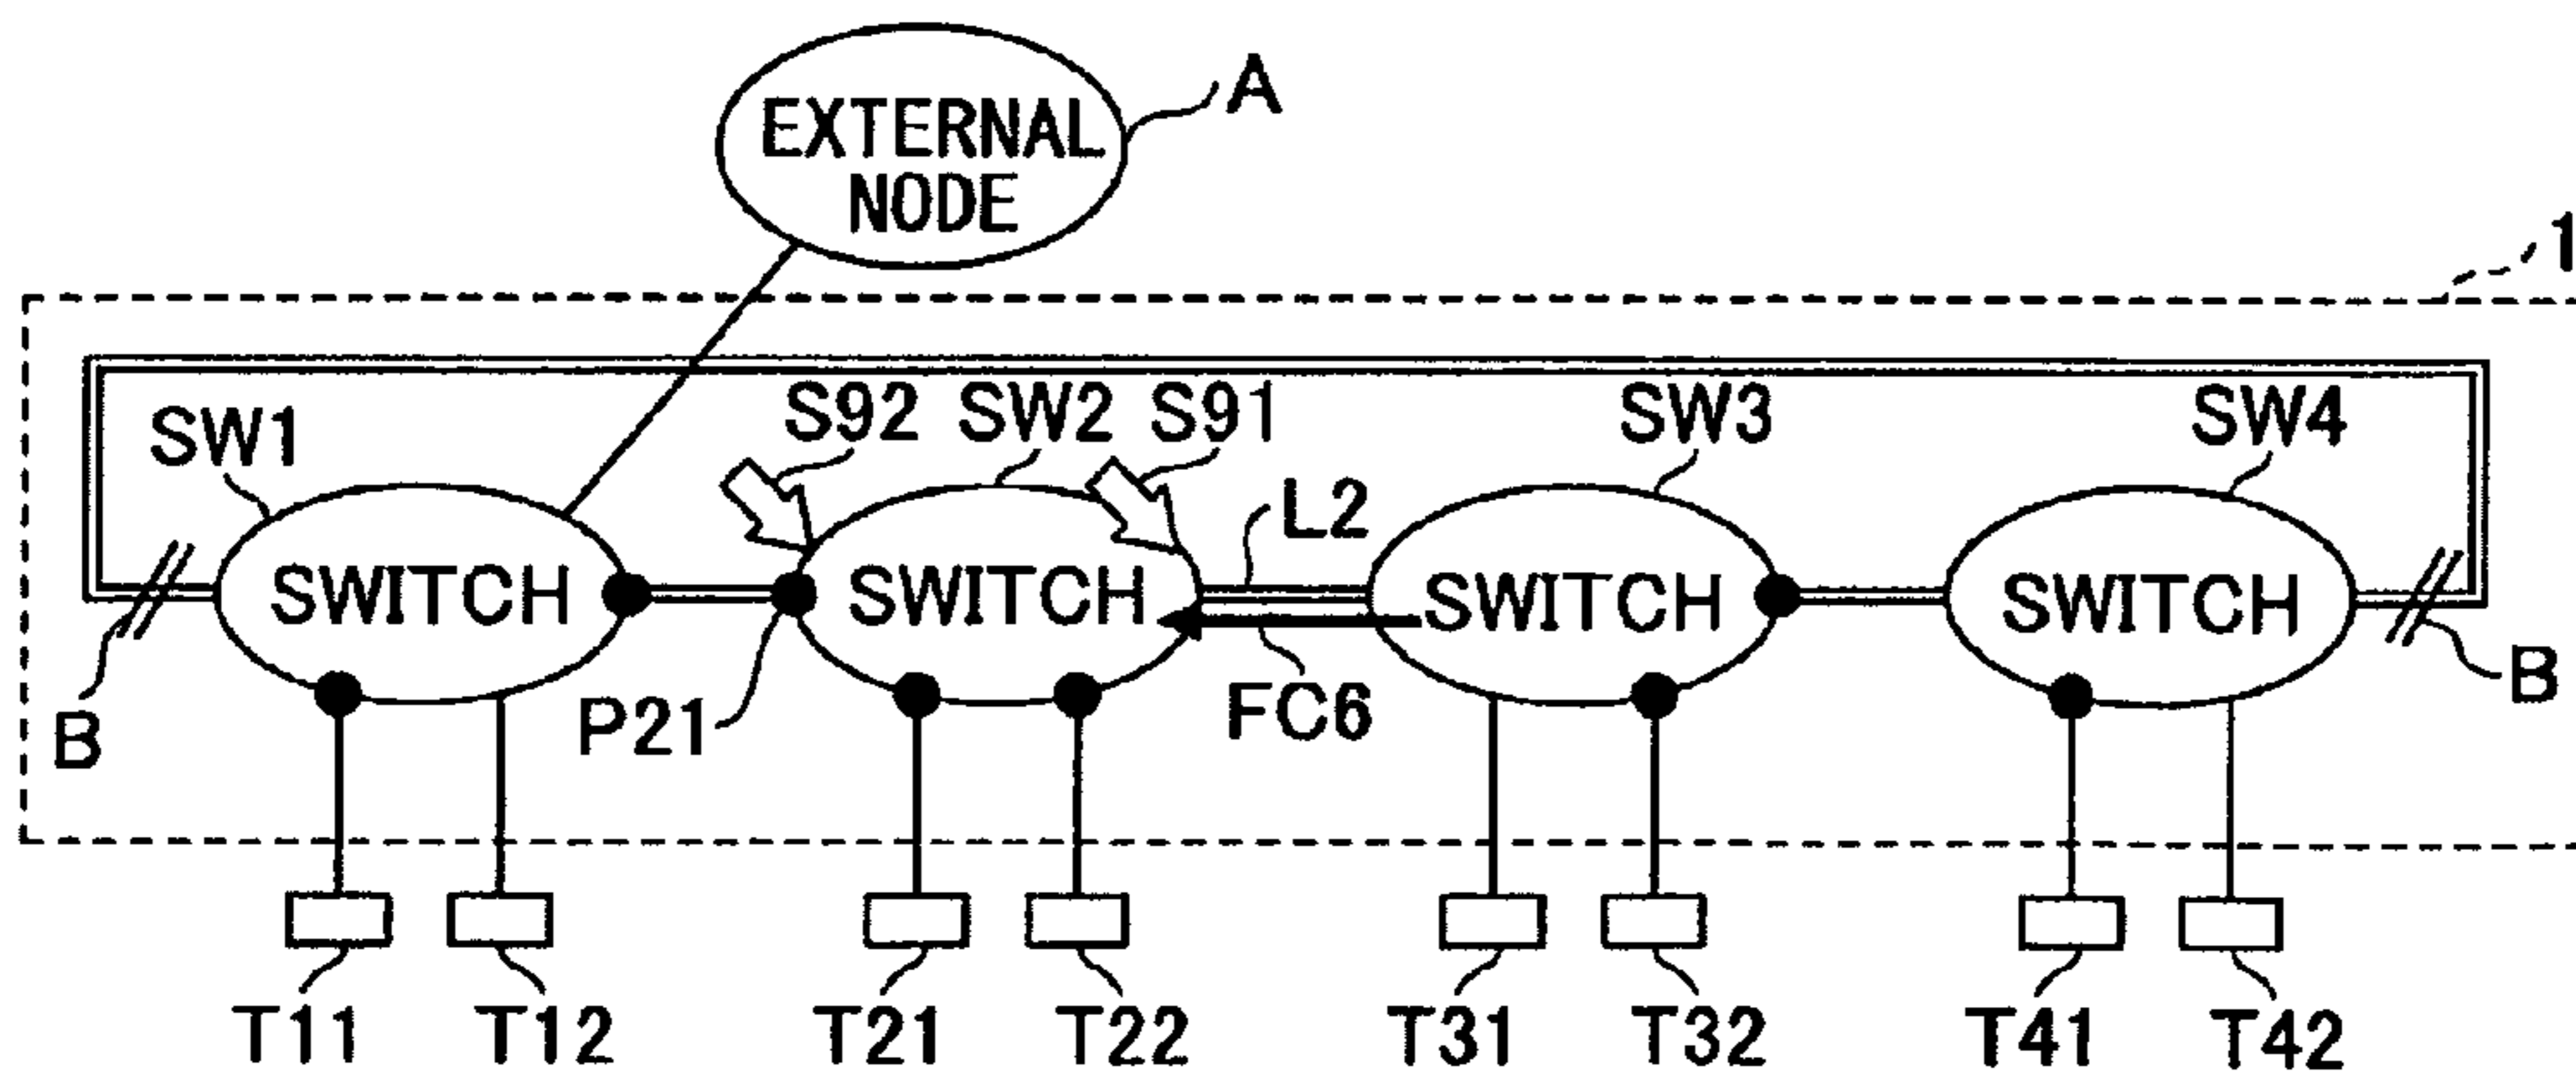 EXTERNAL
NODE
A
1
SW1
S92
SW2
S91
SW3
SW4
L2
SWITCH
SWITCH
SWITCH
SWITCH
B
P21
FC6
B
T11
T12
T21
T22
T31
T32
T41
T42